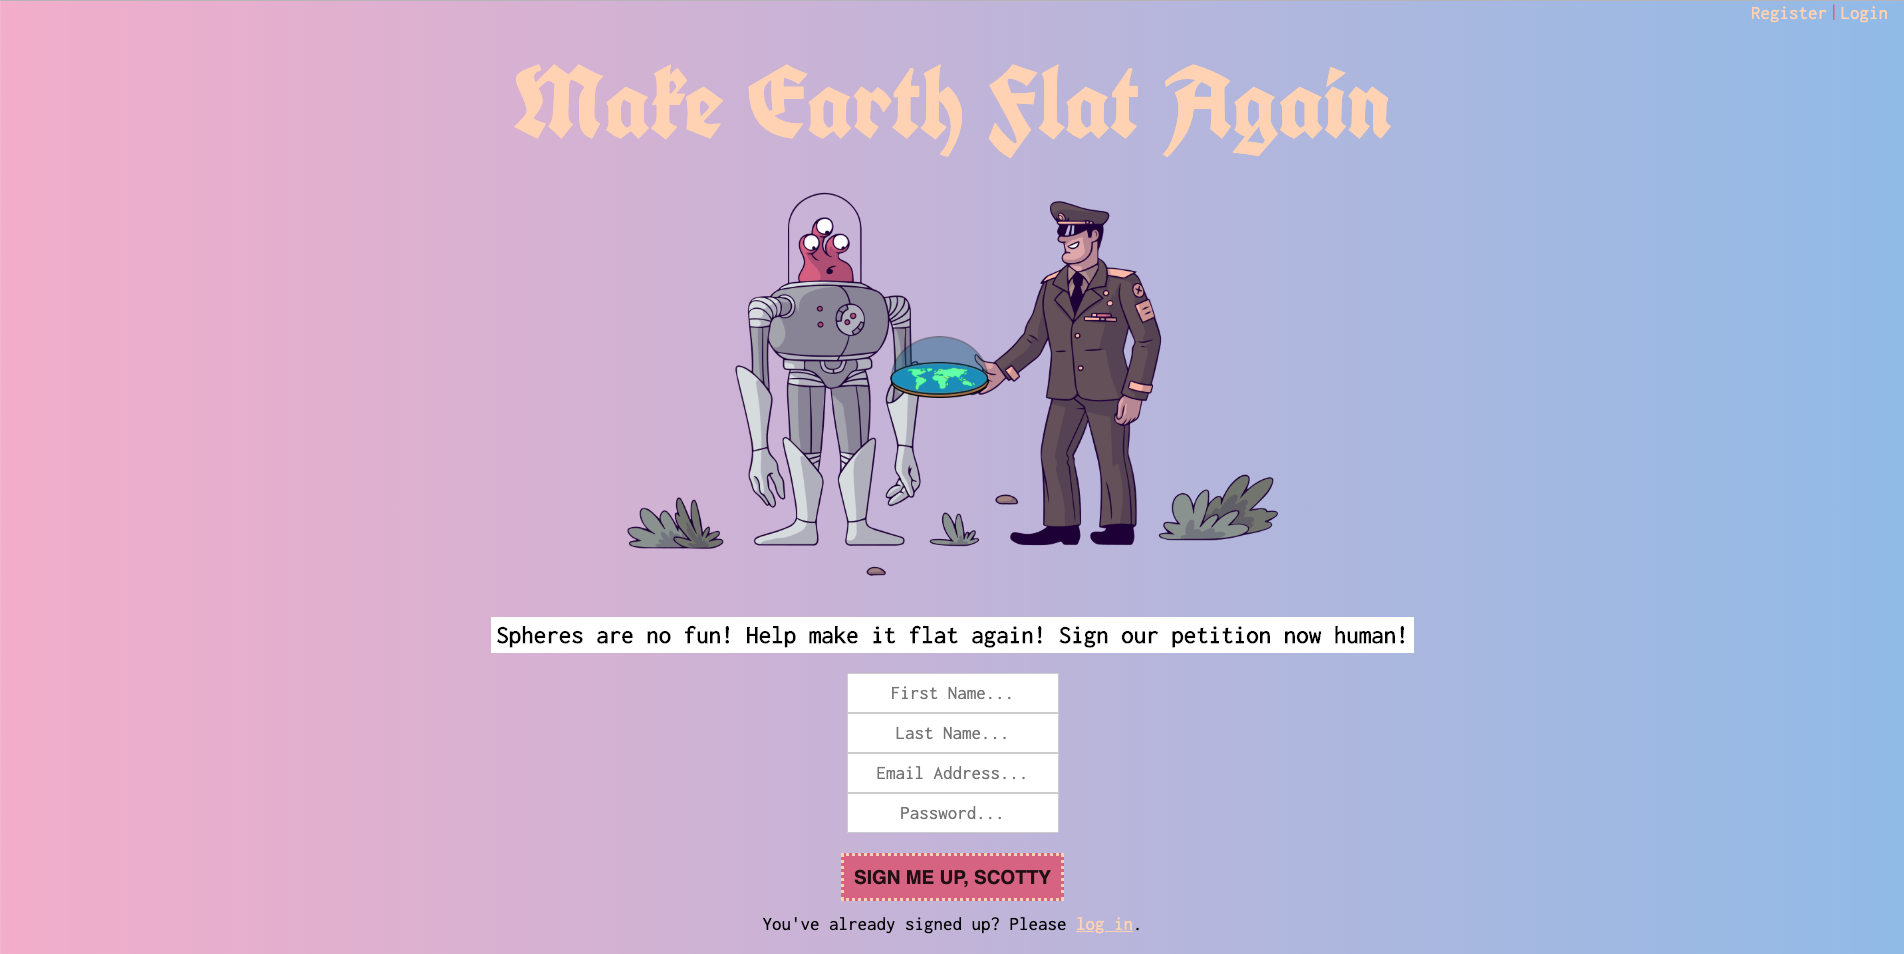 Register | Login
Make Earth Flat Again
Spheres are no fun! Help make it flat again! Sign our petition now human!
First Name...
Last Name...
Email Address...
Password...
SIGN ME UP, SCOTTY
You've already signed up? Please log in.